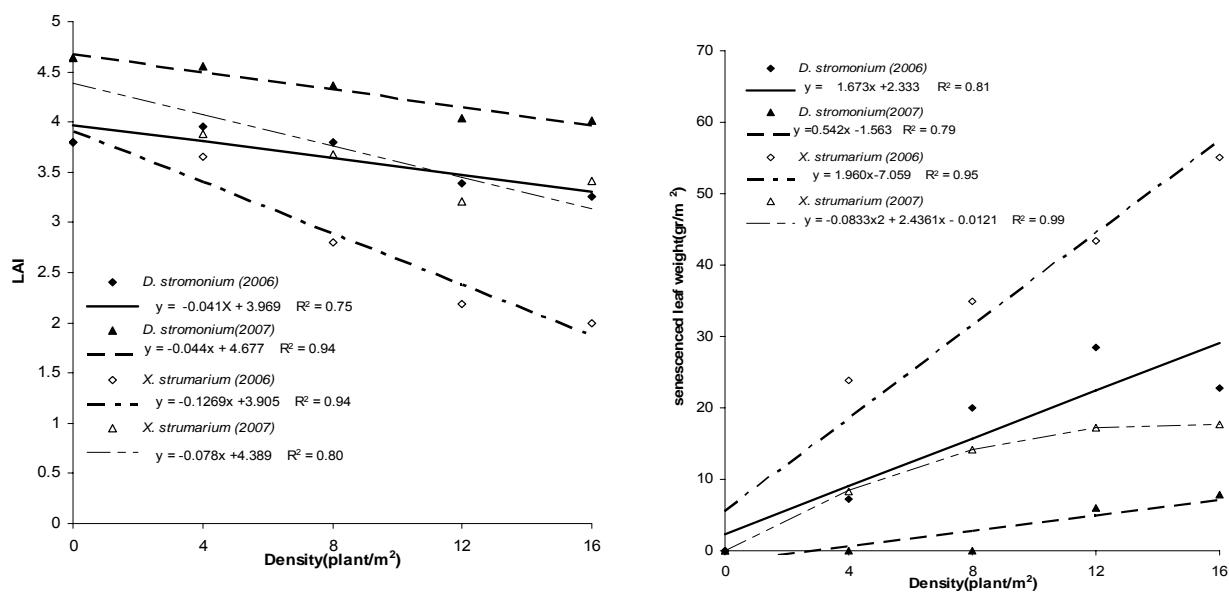 5
4.5
4
3.5
3
2.5
2
1.5
1
0.5
0
LAI
D. stromonium (2006)
y = -0.041X + 3.969 R² = 0.75
D. stromonium(2007)
y = -0.044x + 4.677 R² = 0.94
X. strumarium (2006)
y = -0.1269x +3.905 R² = 0.94
X. strumarium (2007)
y = -0.078x +4.389 R² = 0.80
0 4 8 12 16
Density(plant/m²)
70
60
50
40
30
20
10
0
senescenced leaf weight(gr/m²)
D. stromonium (2006)
y = 1.673x +2.333 R² = 0.81
D. stromonium (2007)
y =0.542x -1.563 R² = 0.79
X. strumarium (2006)
y = 1.960x-7.059 R² = 0.95
X. strumarium (2007)
y = -0.0833x2 + 2.4361x - 0.0121 R² = 0.99
0 4 8 12 16
Density(plant/m²)